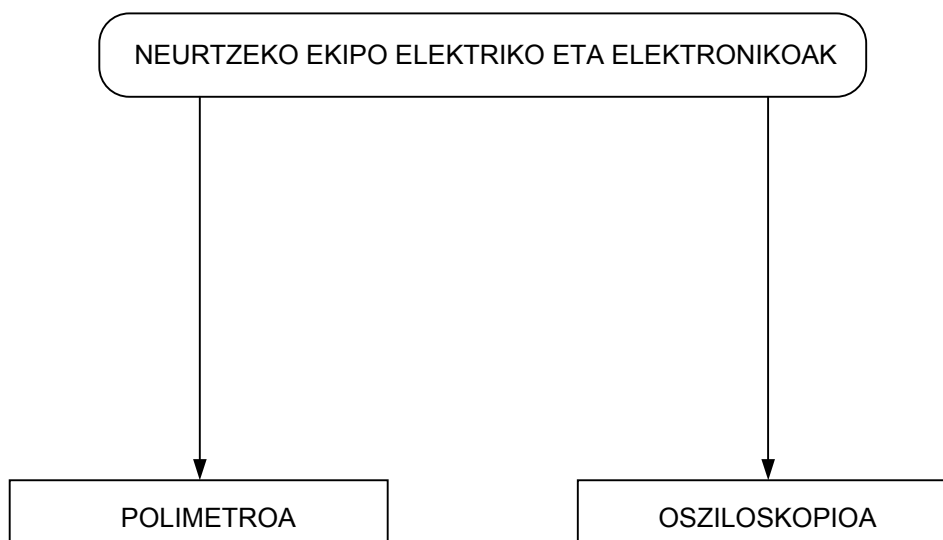 NEURTZEKO EKIPO ELEKTRIKO ETA ELEKTRONIKOAK
POLIMETROA
OSZILOSKOPIOA